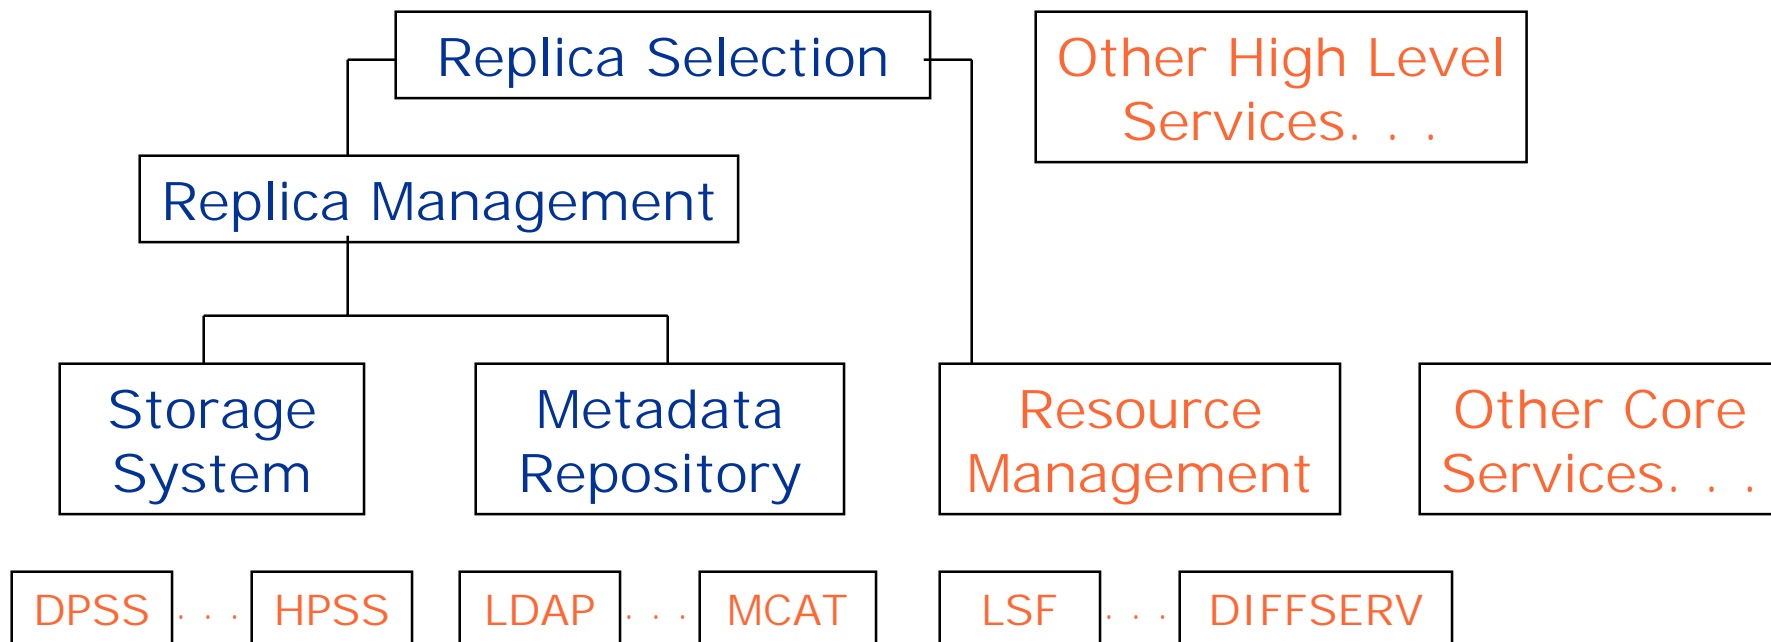 Replica Selection
Other High Level
Services. . .
Replica Management
Storage
System
Metadata
Repository
Resource
Management
Other Core
Services. . .
DPSS . . . HPSS LDAP . . . MCAT LSF . . . DIFFSERV